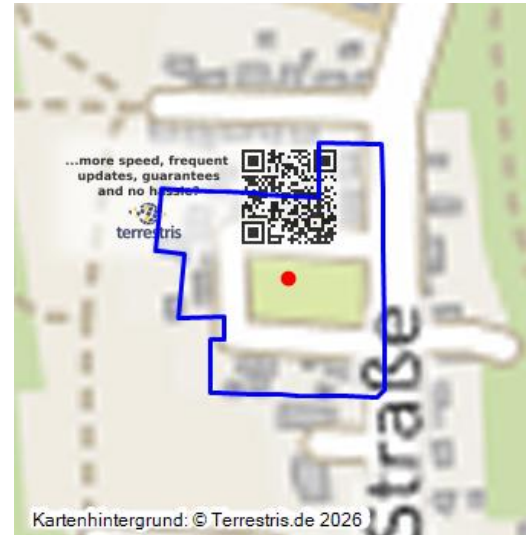 ...more speed, frequent
updates, guarantees
and no hassle?
terrestris
straße
Kartenhintergrund: © Terrestris.de 2026